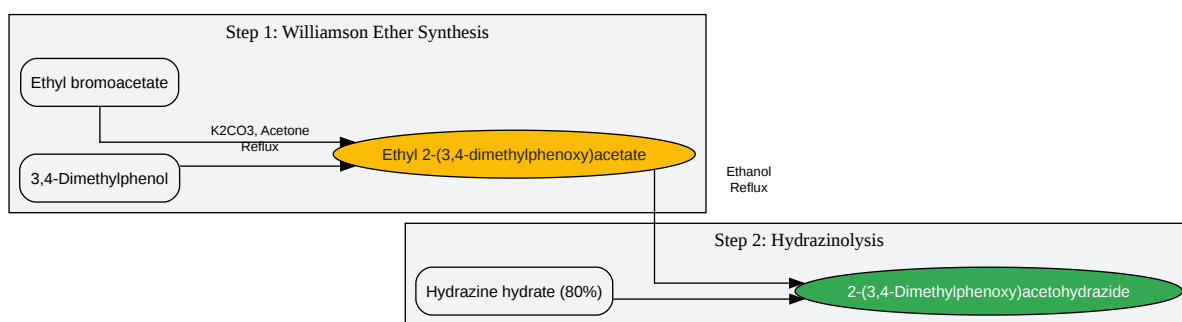 Step 1: Williamson Ether Synthesis
Ethyl bromoacetate
K2CO3, Acetone
Reflux
Ethyl 2-(3,4-dimethylphenoxy)acetate
3,4-Dimethylphenol
Ethanol
Reflux
Step 2: Hydrazinolysis
Hydrazine hydrate (80%)
2-(3,4-Dimethylphenoxy)acetohydrazide